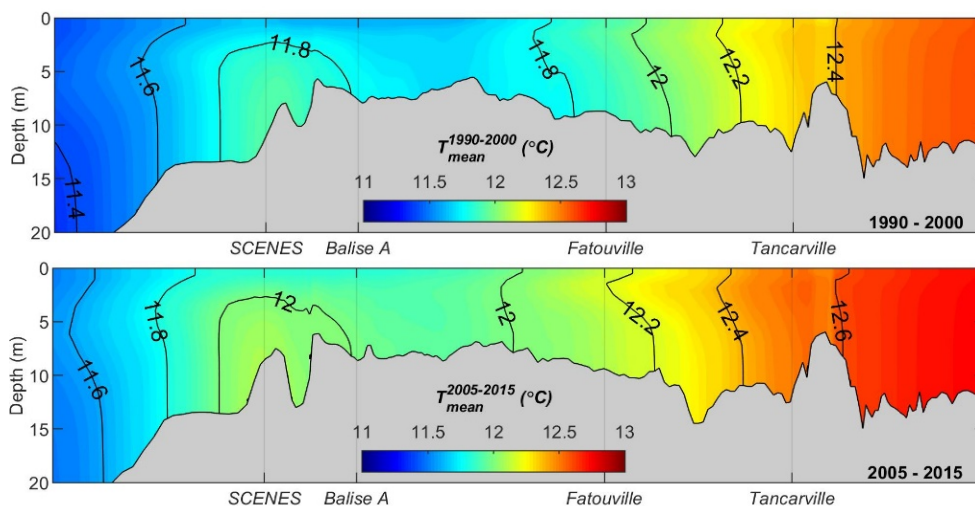 0
5
10
15
20
Depth (m)
11.4
11.6
11.8
11.8
12
12.2
12.4
T mean 1990-2000 (°C)
11 11.5 12 12.5 13
1990 - 2000
SCENES Balise A Fatouville Tancarville
0
5
10
15
20
Depth (m)
11.6
11.8
12
12
12.2
12.4
12.6
T mean 2005-2015 (°C)
11 11.5 12 12.5 13
2005 - 2015
SCENES Balise A Fatouville Tancarville